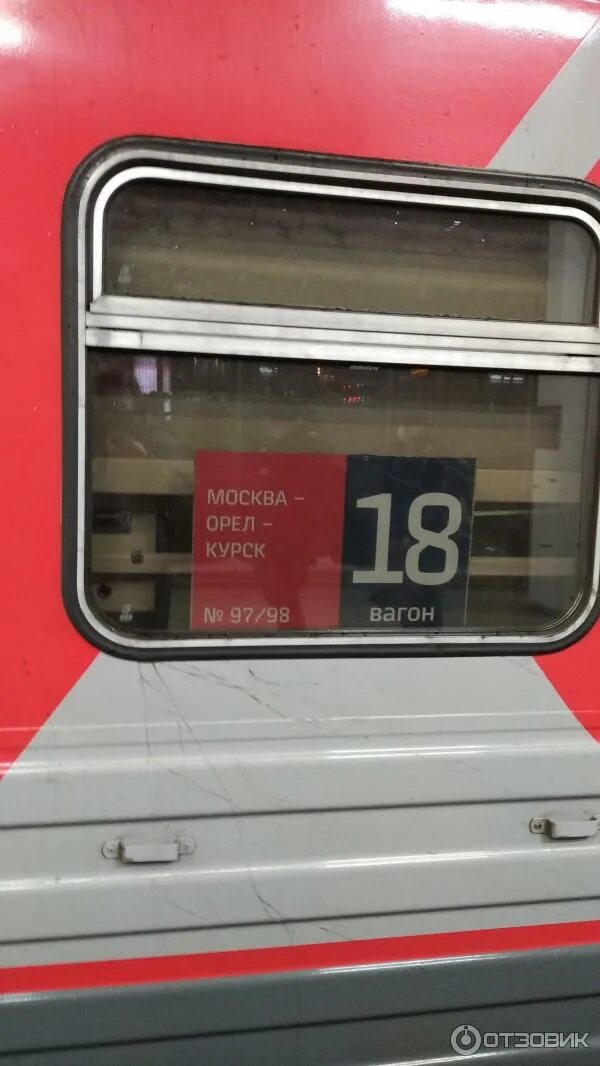 МОСКВА –
ОРЕЛ –
КУРСК
№ 97/98
18
вагон
ОТЗОВИК